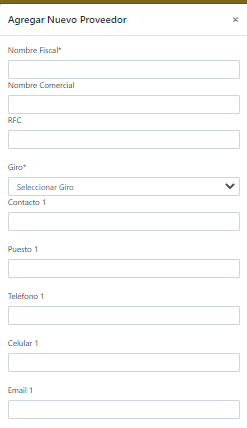 Agregar Nuevo Proveedor ×
Nombre Fiscal*
Nombre Comercial
RFC
Giro*
Seleccionar Giro
Contacto 1
Puesto 1
Teléfono 1
Celular 1
Email 1